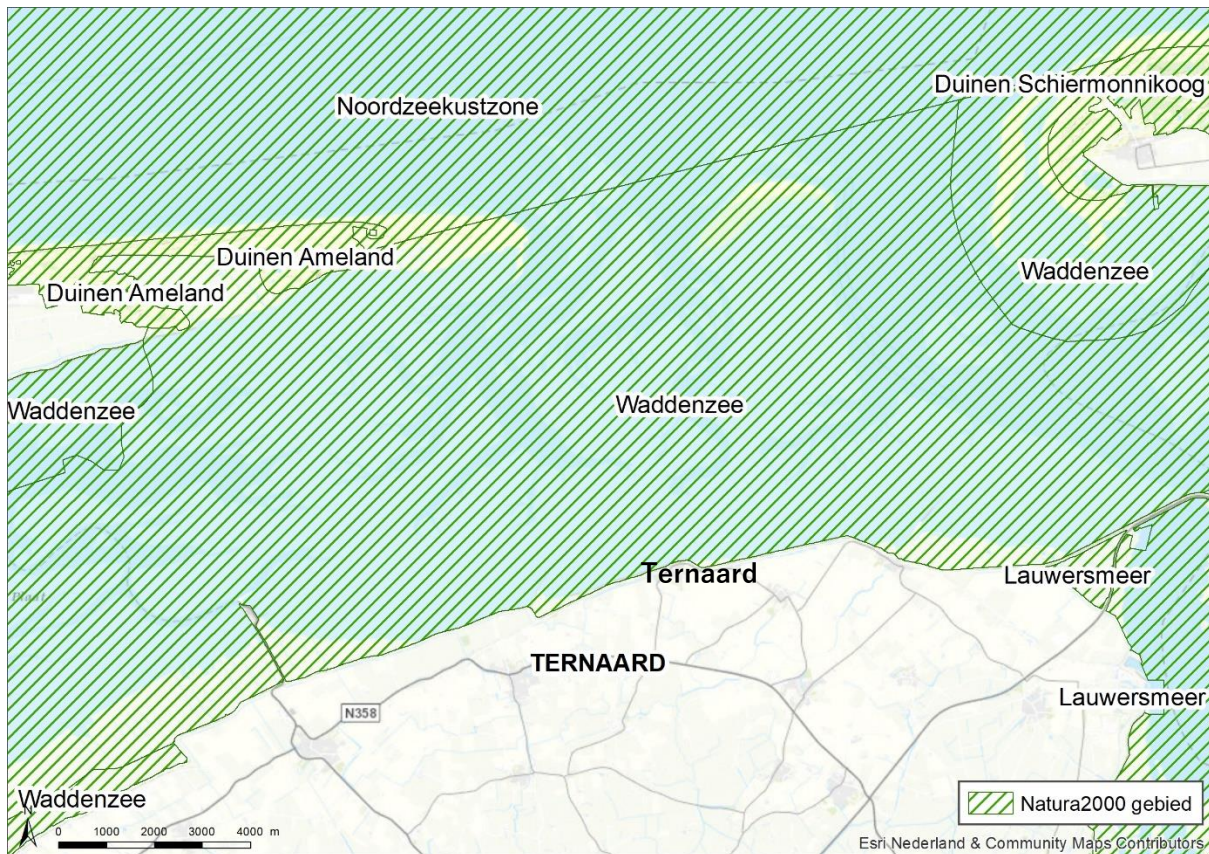 Duinen Schiermonnikoog
Noordzeekustzone
Duinen Ameland
Waddenzee
Duinen Ameland
Waddenzee
Waddenzee
Ternaard
Lauwersmeer
Plaat
TERNAARD
Lauwersmeer
N358
Waddenzee
N
0 1000 2000 3000 4000 m
Natura2000 gebied
Esri Nederland & Community Maps Contributors